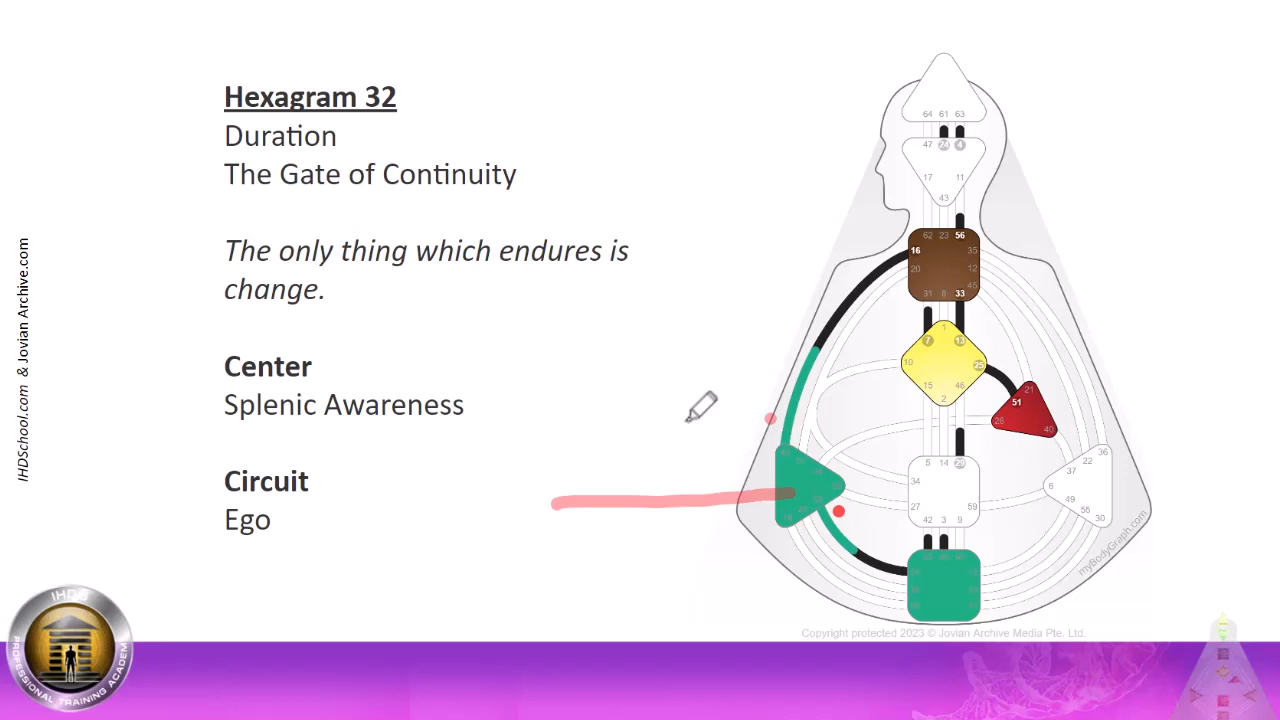 Hexagram 32
Duration
The Gate of Continuity
The only thing which endures is
change.
Center
Splenic Awareness
Circuit
Ego
IHDSchool.com & Jovian Archive.com
IHDS
PROFESSIONAL TRAINING ACADEMY
64 61 63
47 24 4
17 11
43
62 23 56
16 35
20 12
45
31 8 33
1
7 13
10 25
15 46
2
21
51
26 40
5 14 29
34
27 59
42 3 9
36
22
37
6
49
55
30
myBodyGraph.com
Copyright protected 2023 © Jovian Archive Media Pte. Ltd.